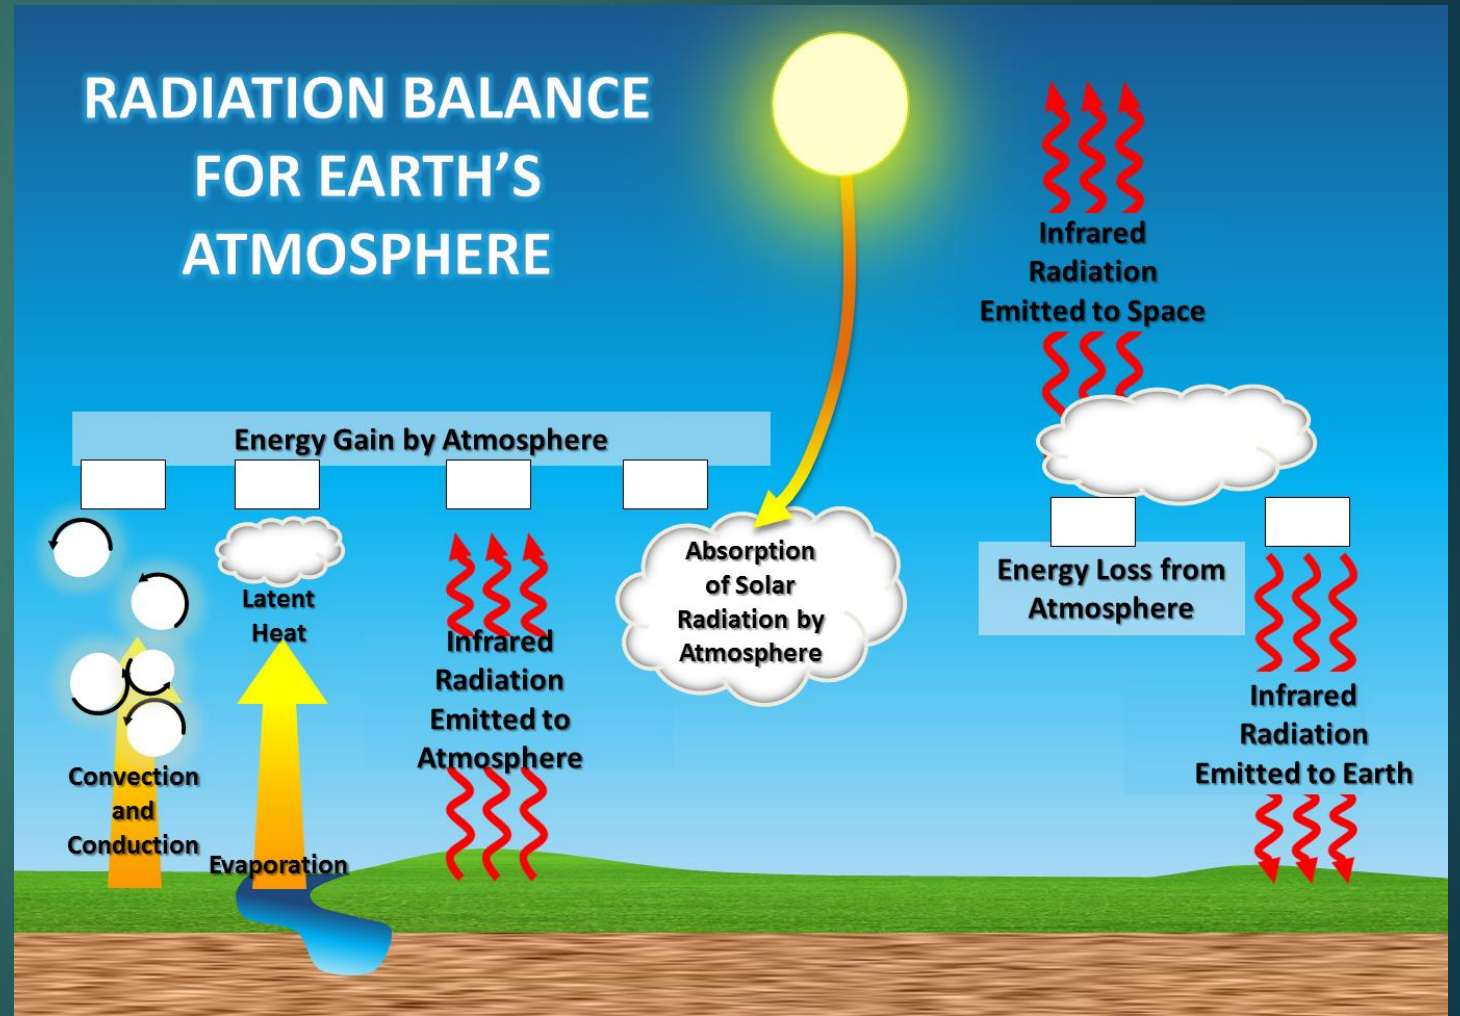 RADIATION BALANCE
FOR EARTH'S
ATMOSPHERE
Infrared
Radiation
Emitted to Space
Energy Gain by Atmosphere
Absorption
of Solar
Radiation by
Atmosphere
Energy Loss from
Atmosphere
Latent
Heat
Infrared
Radiation
Emitted to
Atmosphere
Infrared
Radiation
Emitted to Earth
Convection
and
Conduction
Evaporation